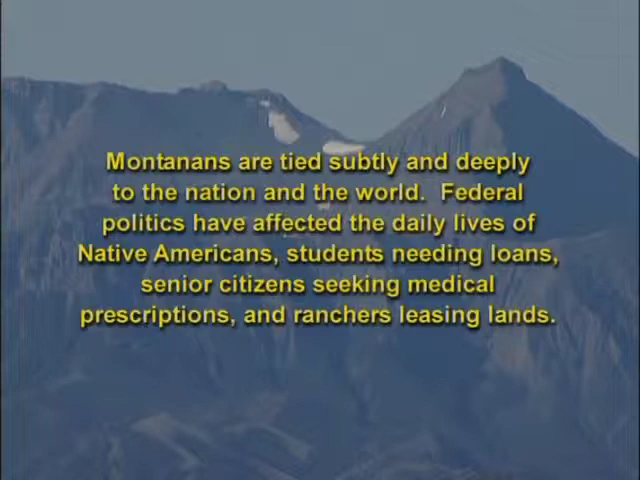 Montanans are tied subtly and deeply
to the nation and the world.  Federal
politics have affected the daily lives of
Native Americans, students needing loans,
senior citizens seeking medical
prescriptions, and ranchers leasing lands.